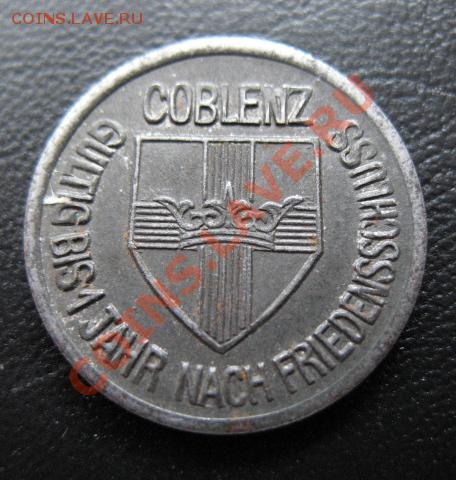 COINS.LAVE.RU
COBLENZ
GÜLTIG BIS 1 JAHR NACH FRIEDENSSCHLUSS
COINS.LAVE.RU